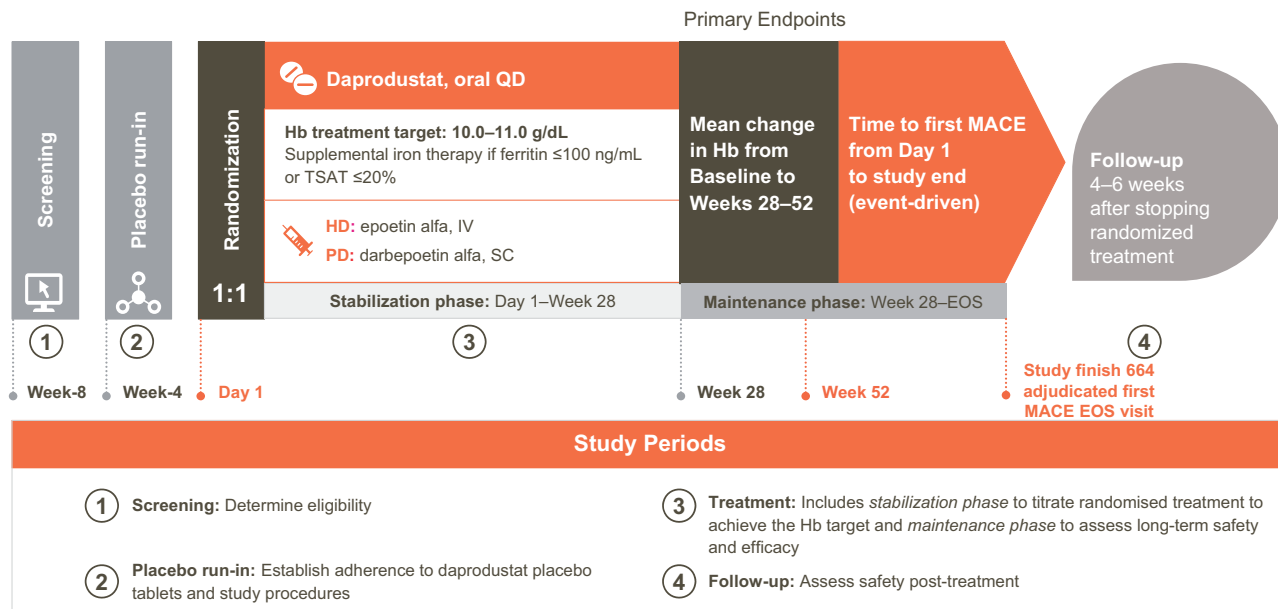 Primary Endpoints
Screening
Placebo run-in
Randomization
1:1
Daprodustat, oral QD
Hb treatment target: 10.0–11.0 g/dL
Supplemental iron therapy if ferritin ≤100 ng/mL
or TSAT ≤20%
HD: epoetin alfa, IV
PD: darbepoetin alfa, SC
Stabilization phase: Day 1–Week 28
Mean change
in Hb from
Baseline to
Weeks 28–52
Time to first MACE
from Day 1
to study end
(event-driven)
Maintenance phase: Week 28–EOS
Follow-up
4–6 weeks
after stopping
randomized
treatment
1
2
3
4
Week-8
Week-4
Day 1
Week 28
Week 52
Study finish 664
adjudicated first
MACE EOS visit
Study Periods
1 Screening: Determine eligibility
2 Placebo run-in: Establish adherence to daprodustat placebo
tablets and study procedures
3 Treatment: Includes stabilization phase to titrate randomised treatment to
achieve the Hb target and maintenance phase to assess long-term safety
and efficacy
4 Follow-up: Assess safety post-treatment